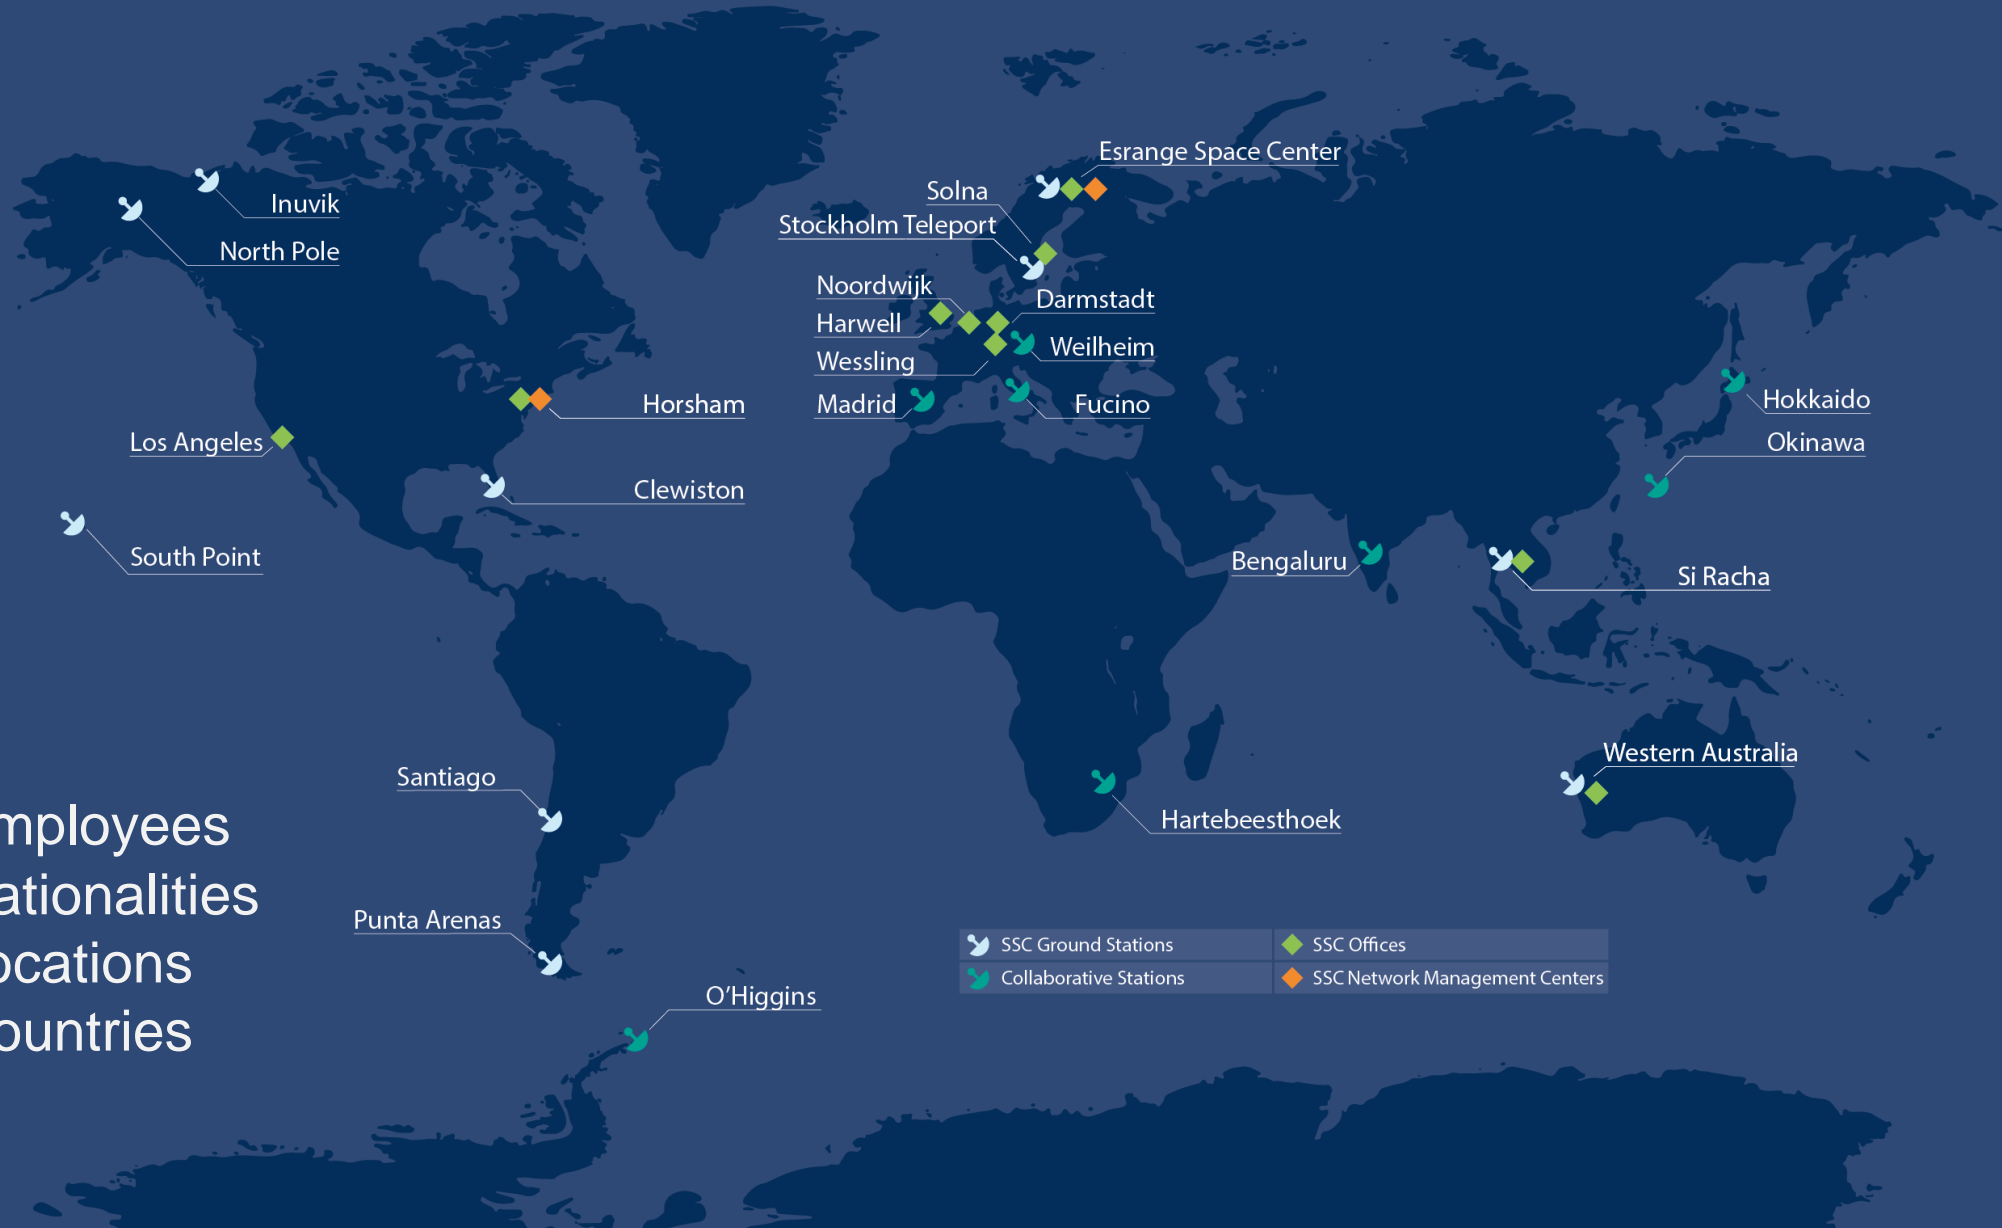 Esrange Space Center
Solna
Inuvik
Stockholm Teleport
North Pole
Noordwijk
Darmstadt
Harwell
Weilheim
Wessling
Madrid
Fucino
Horsham
Hokkaido
Los Angeles
Okinawa
Clewiston
South Point
Bengaluru
Si Racha
Western Australia
Santiago
Hartebeesthoek
mployees
ationalities
ocations
ountries
Punta Arenas
O'Higgins
SSC Ground Stations
SSC Offices
Collaborative Stations
SSC Network Management Centers